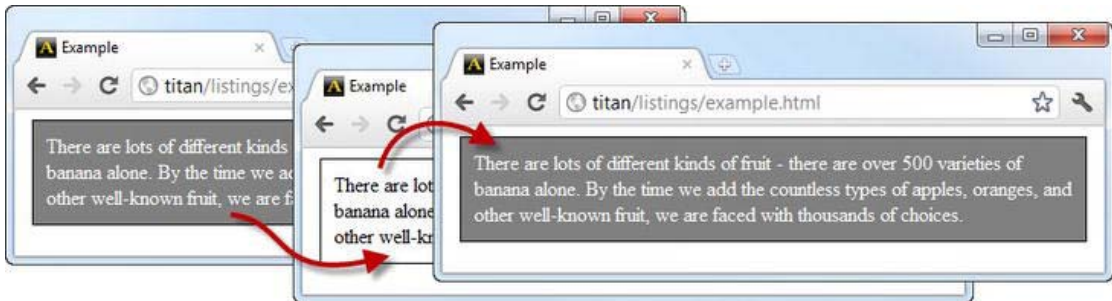 Example
titan/listings/ex
There are lots of different kinds
banana alone. By the time we ad
other well-known fruit, we are fa
Example
There are lot
banana alone
other well-kr
Example
titan/listings/example.html
There are lots of different kinds of fruit - there are over 500 varieties of
banana alone. By the time we add the countless types of apples, oranges, and
other well-known fruit, we are faced with thousands of choices.